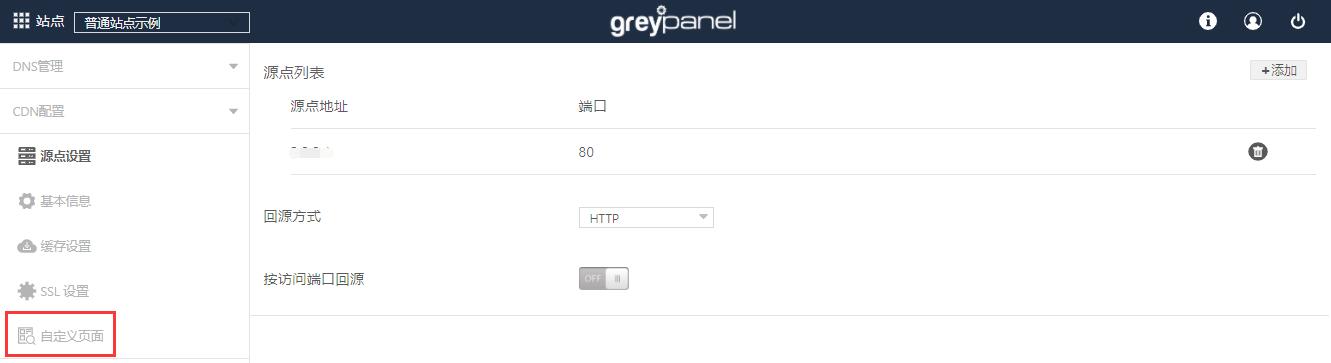 站点 普通站点示例 greypanel
DNS管理
CDN配置
源点设置
基本信息
缓存设置
SSL 设置
自定义页面
源点列表 +添加
源点地址 端口
80
回源方式 HTTP
按访问端口回源 OFF